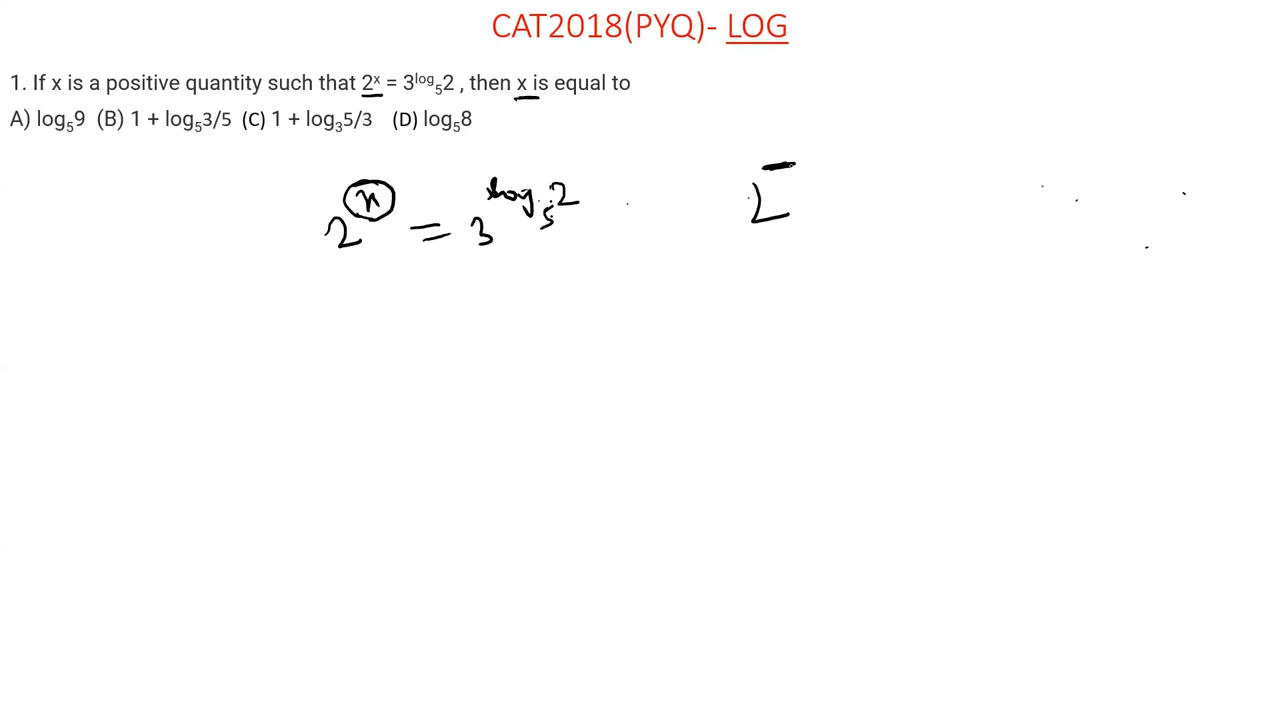 CAT2018(PYQ)- LOG
1. If x is a positive quantity such that 2ˣ = 3^log₅2 , then x is equal to
A) log₅9 (B) 1 + log₅3/5 (C) 1 + log₃5/3 (D) log₅8
2^x = 3^log₅2